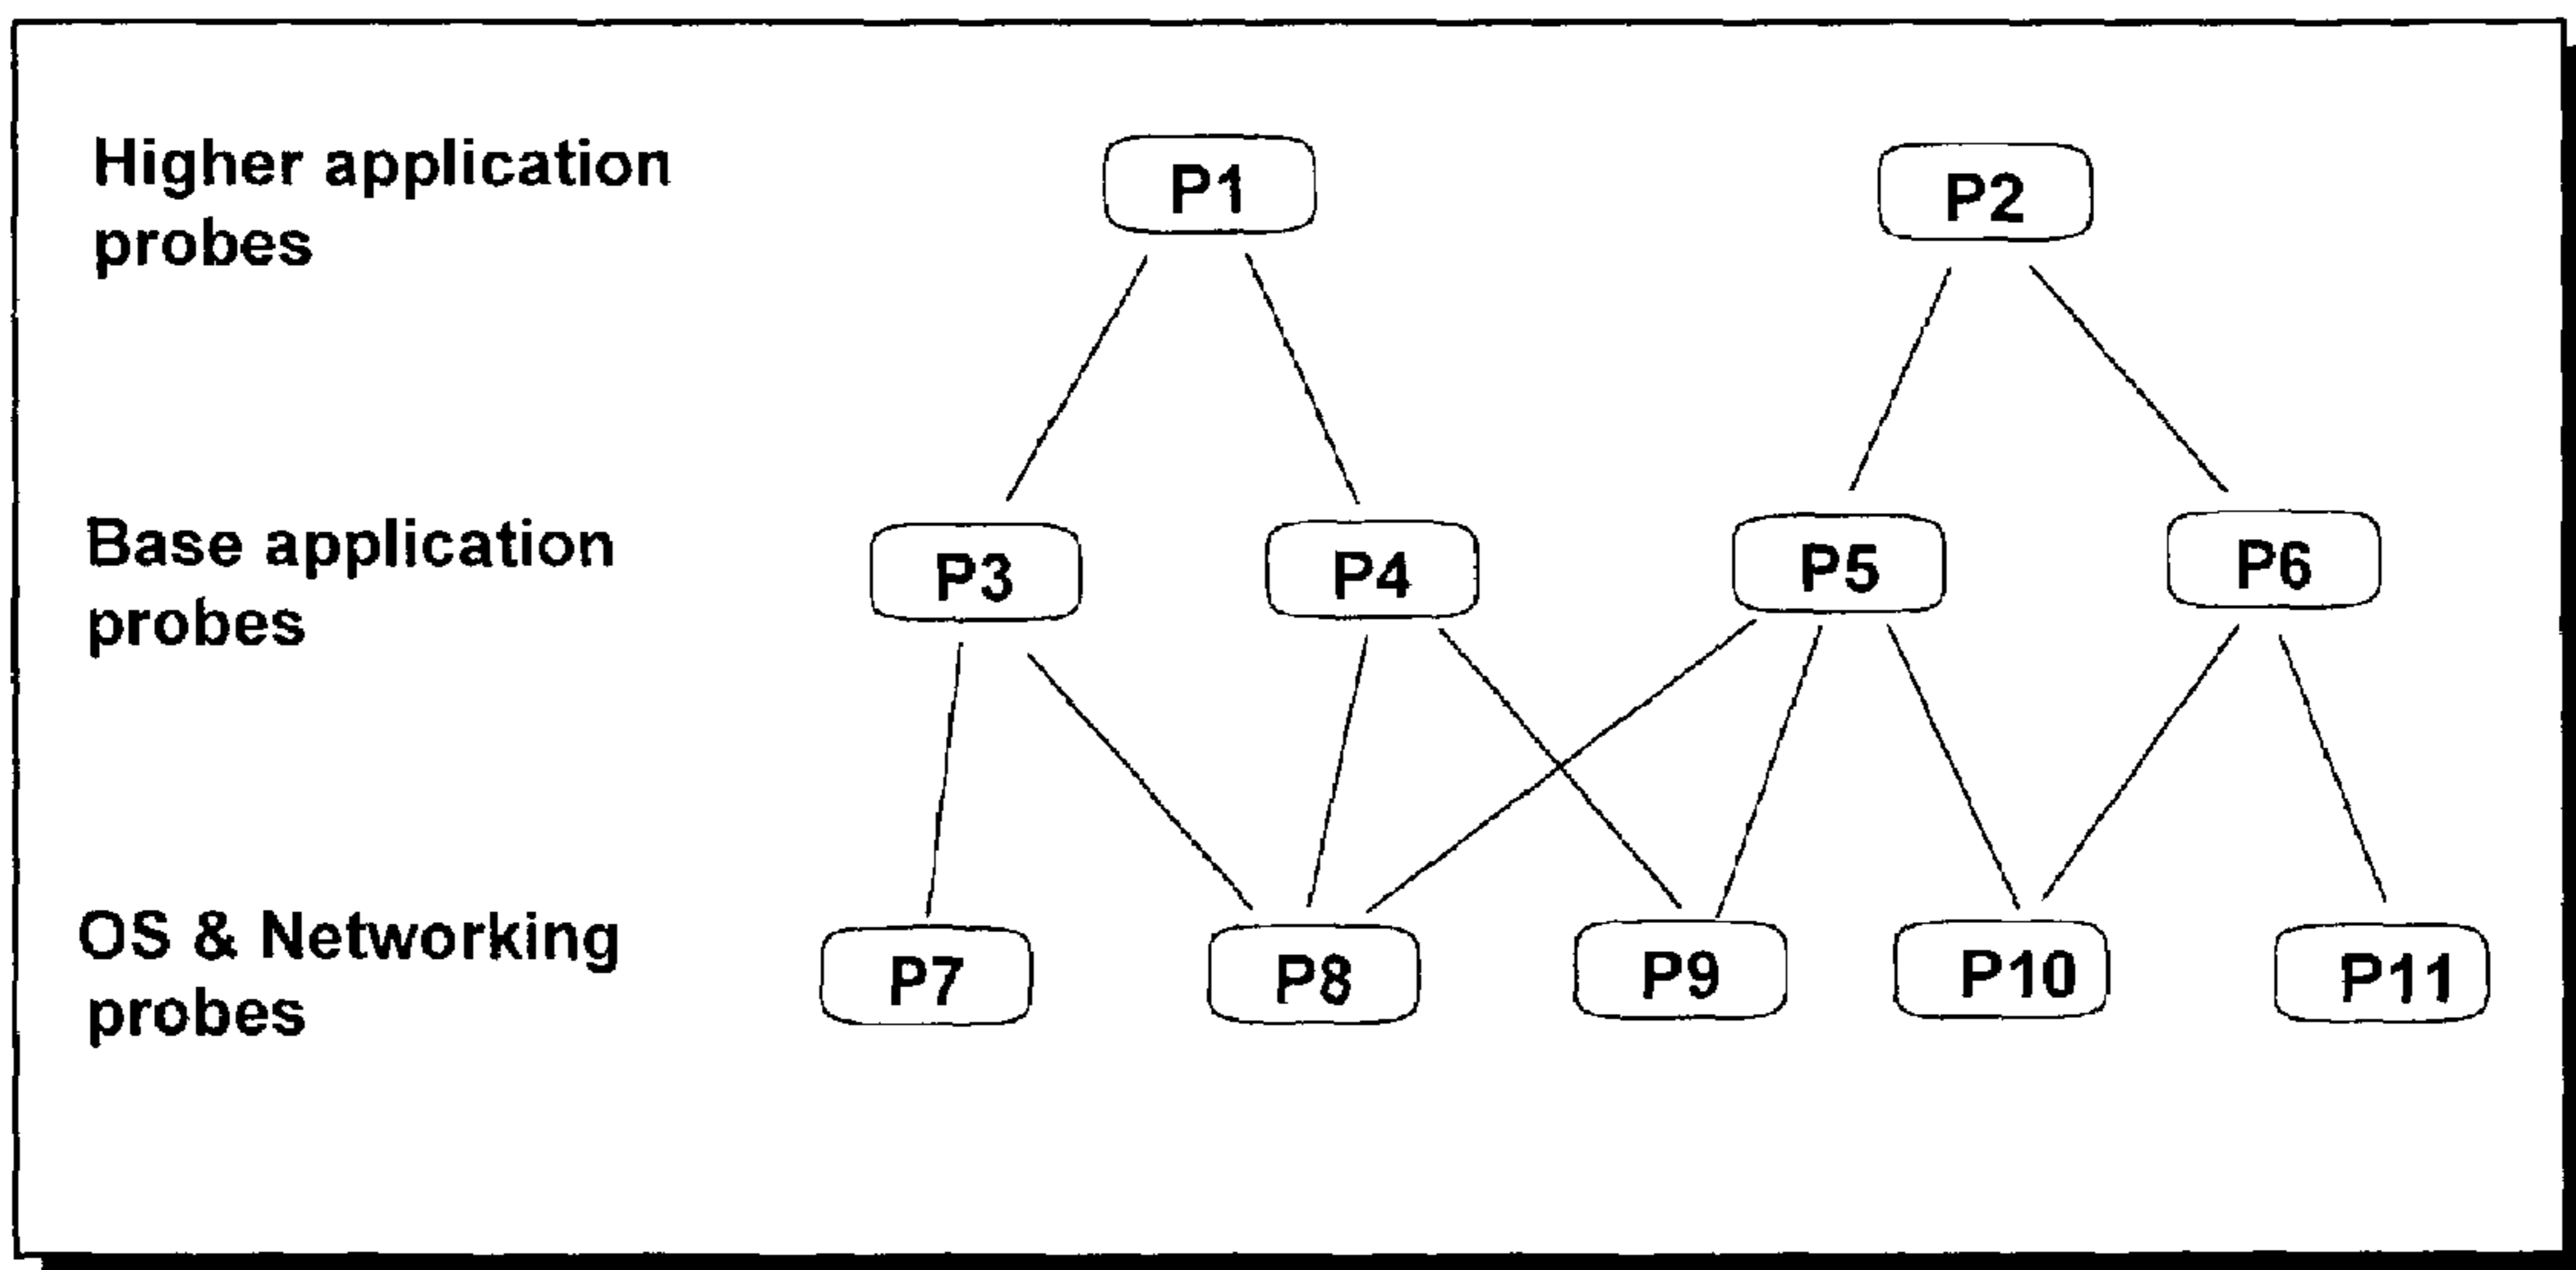 Higher application
probes
P1
P2
Base application
probes
P3
P4
P5
P6
OS & Networking
probes
P7
P8
P9
P10
P11